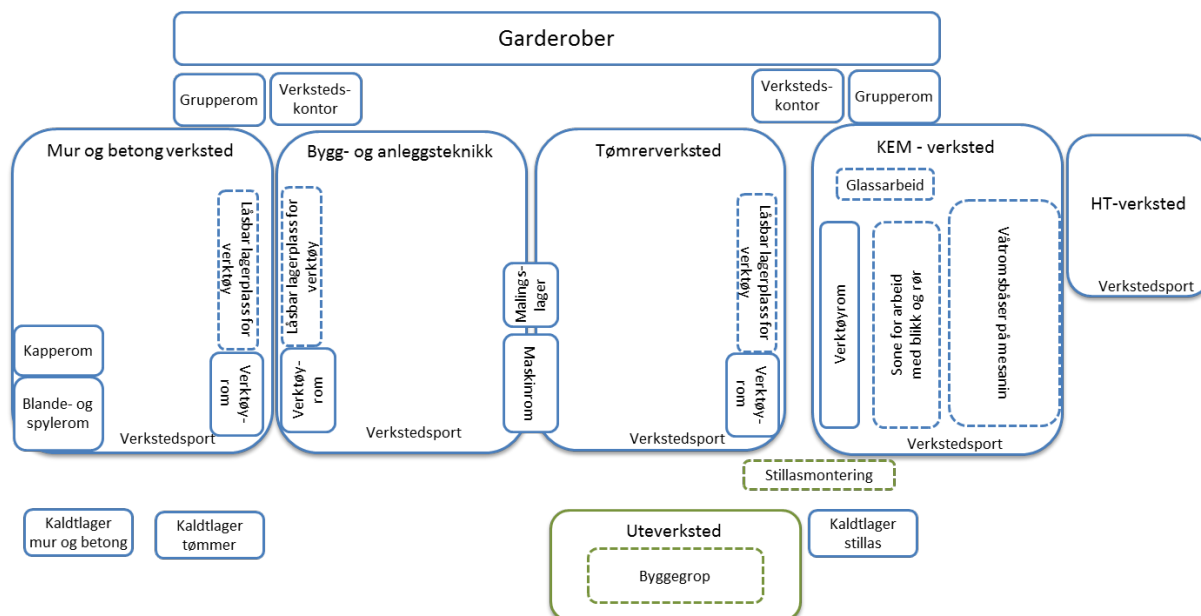 Garderober
Grupperom
Verksteds-
kontor
Verksteds-
kontor
Grupperom
Mur og betong verksted
Låsbar lagerplass for
verktøy
Verktøy-
rom
Kapperom
Blande- og
spylerom
Verkstedsport
Bygg- og anleggsteknikk
Låsbar lagerplass for
verktøy
Verktøy-
rom
Verkstedsport
Malings-
lager
Maskinrom
Tømrerverksted
Låsbar lagerplass for
verktøy
Verktøy-
rom
Verkstedsport
KEM - verksted
Glassarbeid
Verktøyrom
Sone for arbeid
med blikk og rør
Våtromsbåser på mesanin
Verkstedsport
HT-verksted
Verkstedsport
Stillasmontering
Kaldtlager
mur og betong
Kaldtlager
tømmer
Uteverksted
Byggegrop
Kaldtlager
stillas